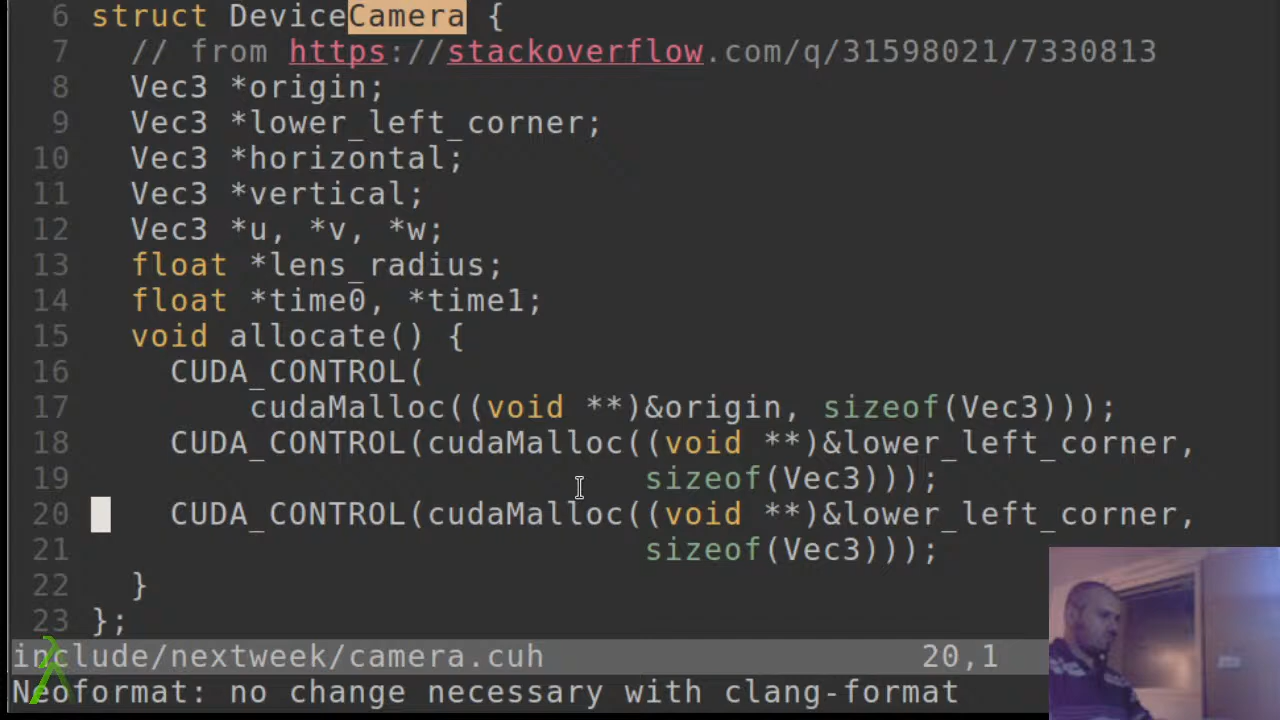 6 struct DeviceCamera {
7   // from https://stackoverflow.com/q/31598021/7330813
8   Vec3 *origin;
9   Vec3 *lower_left_corner;
10   Vec3 *horizontal;
11   Vec3 *vertical;
12   Vec3 *u, *v, *w;
13   float *lens_radius;
14   float *time0, *time1;
15   void allocate() {
16     CUDA_CONTROL(
17         cudaMalloc((void **)&origin, sizeof(Vec3)));
18     CUDA_CONTROL(cudaMalloc((void **)&lower_left_corner,
19                             sizeof(Vec3)));
20     CUDA_CONTROL(cudaMalloc((void **)&lower_left_corner,
21                             sizeof(Vec3)));
22   }
23 };
include/nextweek/camera.cuh 20,1
Neoformat: no change necessary with clang-format